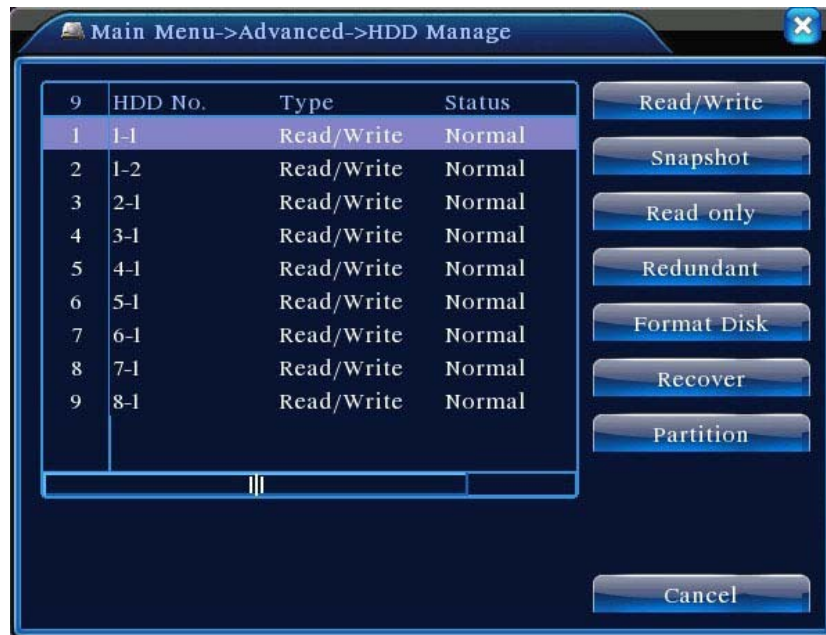 Main Menu->Advanced->HDD Manage
9 HDD No. Type Status
1 1-1 Read/Write Normal
2 1-2 Read/Write Normal
3 2-1 Read/Write Normal
4 3-1 Read/Write Normal
5 4-1 Read/Write Normal
6 5-1 Read/Write Normal
7 6-1 Read/Write Normal
8 7-1 Read/Write Normal
9 8-1 Read/Write Normal
Read/Write
Snapshot
Read only
Redundant
Format Disk
Recover
Partition
Cancel